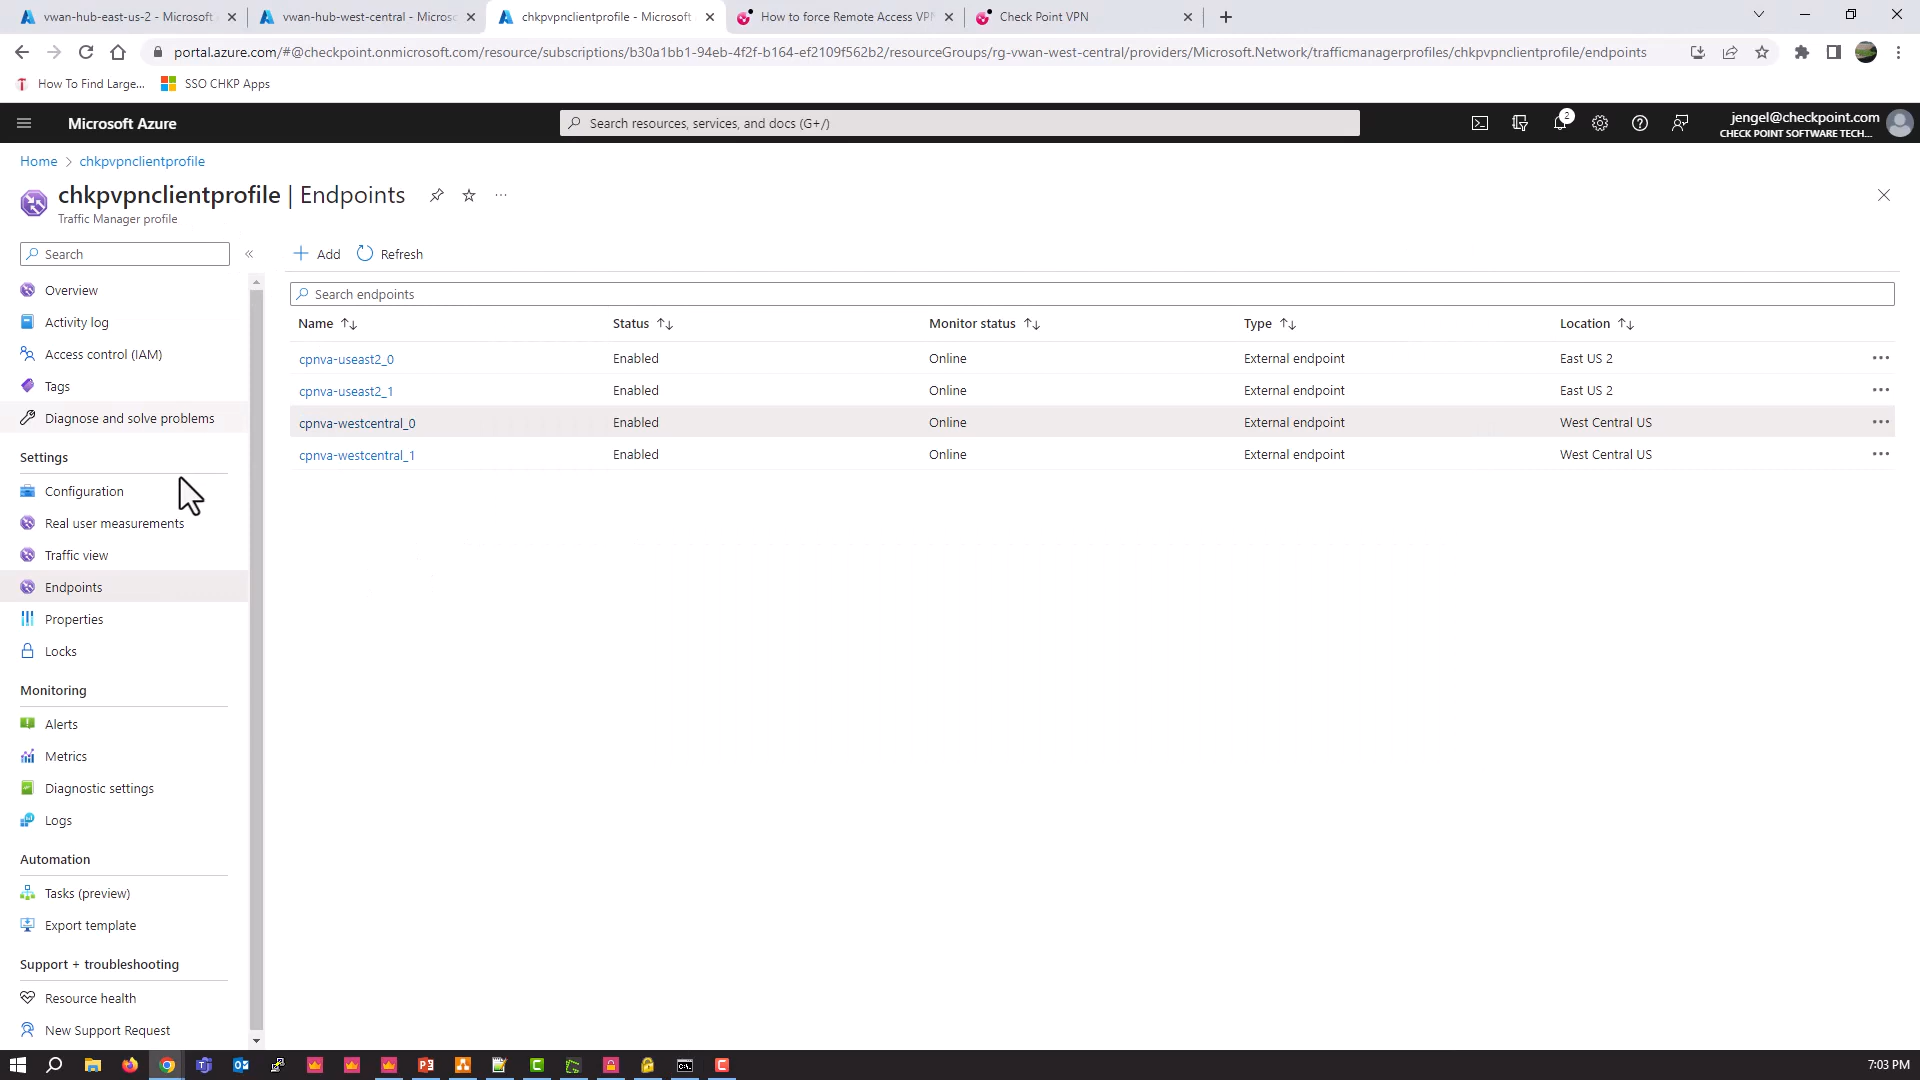 vwan-hub-east-us-2 - Microsoft
vwan-hub-west-central - Microso
chkpvpnclientprofile - Microsoft
How to force Remote Access VPN
Check Point VPN
portal.azure.com/#@checkpoint.onmicrosoft.com/resource/subscriptions/b30a1bb1-94eb-4f2f-b164-ef2109f562b2/resourceGroups/rg-vwan-west-central/providers/Microsoft.Network/trafficmanagerprofiles/chkpvpnclientprofile/endpoints
How To Find Large...
SSO CHKP Apps
Microsoft Azure
Search resources, services, and docs (G+/)
2
jengel@checkpoint.com
CHECK POINT SOFTWARE TECH...
Home > chkpvpnclientprofile
chkpvpnclientprofile | Endpoints
Traffic Manager profile
Search
Add
Refresh
Overview
Activity log
Access control (IAM)
Tags
Diagnose and solve problems
Settings
Configuration
Real user measurements
Traffic view
Endpoints
Properties
Locks
Monitoring
Alerts
Metrics
Diagnostic settings
Logs
Automation
Tasks (preview)
Export template
Support + troubleshooting
Resource health
New Support Request
Search endpoints
Name Status Monitor status Type Location
cpnva-useast2_0 Enabled Online External endpoint East US 2
cpnva-useast2_1 Enabled Online External endpoint East US 2
cpnva-westcentral_0 Enabled Online External endpoint West Central US
cpnva-westcentral_1 Enabled Online External endpoint West Central US
7:03 PM